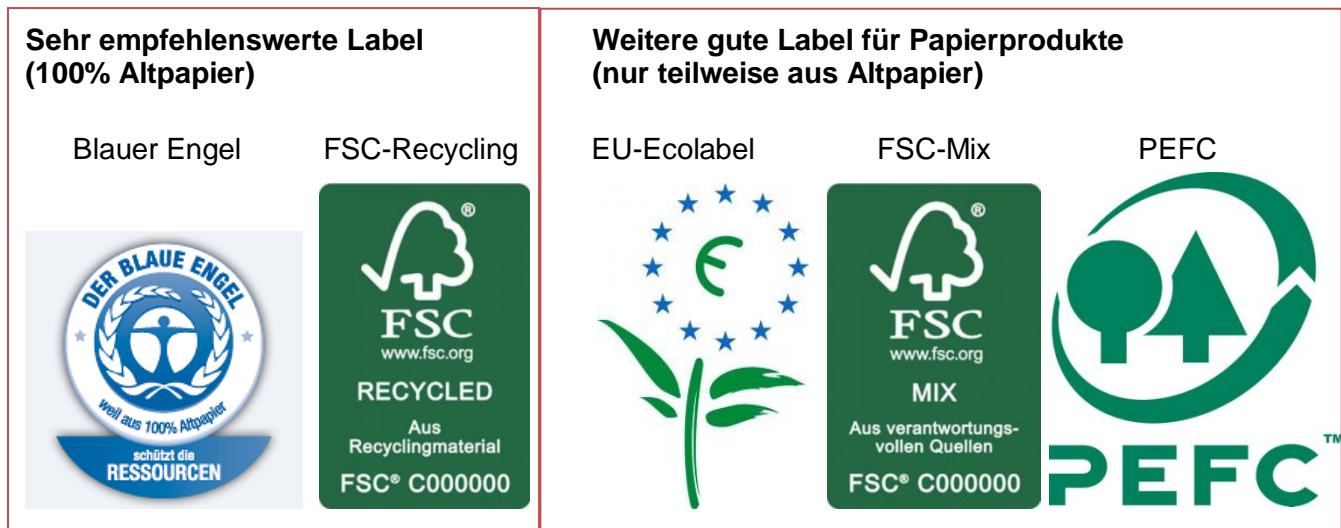 Sehr empfehlenswerte Label
(100% Altpapier)
Blauer Engel
FSC-Recycling
DER BLAUE ENGEL
weil aus 100% Altpapier
schützt die
RESSOURCEN
®
FSC
www.fsc.org
RECYCLED
Aus
Recyclingmaterial
FSC® C000000
Weitere gute Label für Papierprodukte
(nur teilweise aus Altpapier)
EU-Ecolabel
FSC-Mix
PEFC
€
®
FSC
www.fsc.org
MIX
Aus verantwortungs-
vollen Quellen
FSC® C000000
PEFC™